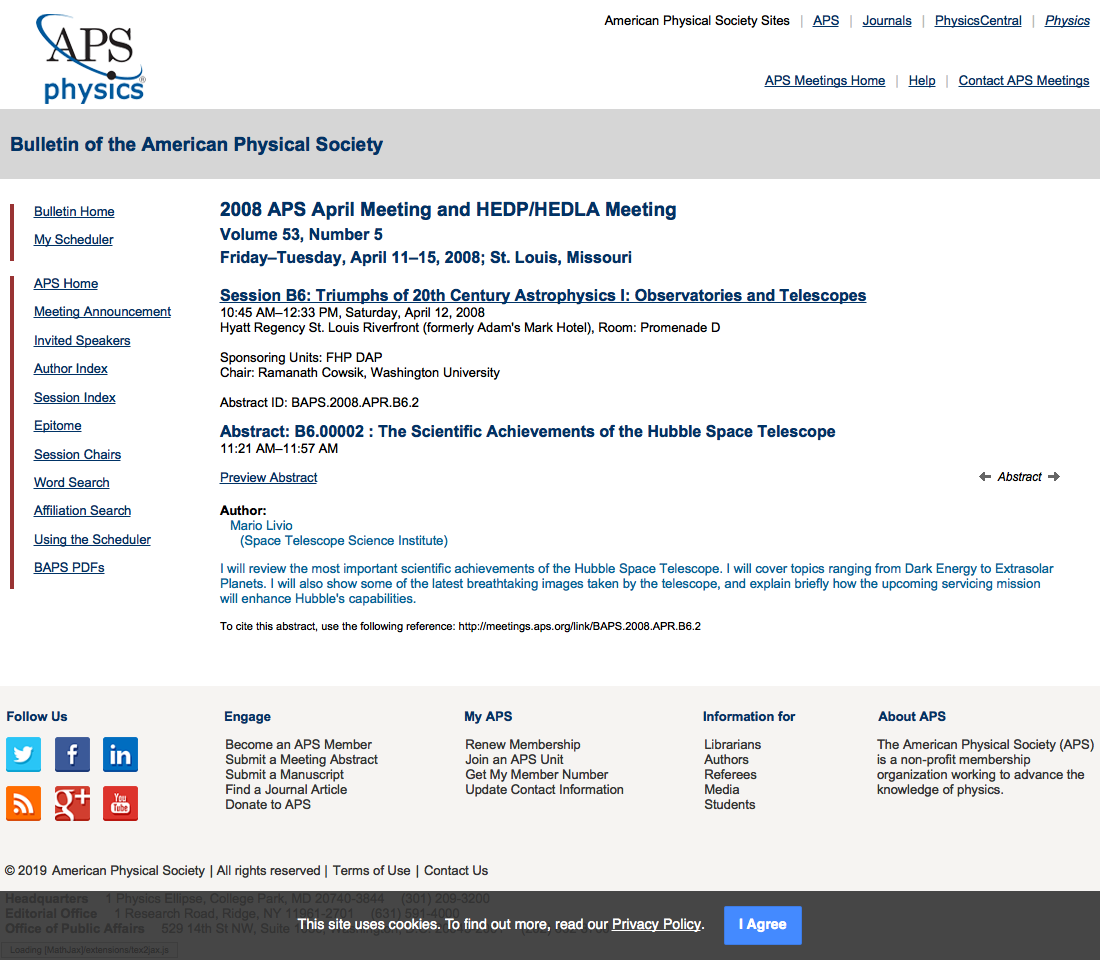 APS
physics
American Physical Society Sites | APS | Journals | PhysicsCentral | Physics
APS Meetings Home | Help | Contact APS Meetings
Bulletin of the American Physical Society
Bulletin Home
My Scheduler
APS Home
Meeting Announcement
Invited Speakers
Author Index
Session Index
Epitome
Session Chairs
Word Search
Affiliation Search
Using the Scheduler
BAPS PDFs
2008 APS April Meeting and HEDP/HEDLA Meeting
Volume 53, Number 5
Friday–Tuesday, April 11–15, 2008; St. Louis, Missouri
Session B6: Triumphs of 20th Century Astrophysics I: Observatories and Telescopes
10:45 AM–12:33 PM, Saturday, April 12, 2008
Hyatt Regency St. Louis Riverfront (formerly Adam's Mark Hotel), Room: Promenade D
Sponsoring Units: FHP DAP
Chair: Ramanath Cowsik, Washington University
Abstract ID: BAPS.2008.APR.B6.2
Abstract: B6.00002 : The Scientific Achievements of the Hubble Space Telescope
11:21 AM–11:57 AM
Preview Abstract
Abstract
Author:
Mario Livio
(Space Telescope Science Institute)
I will review the most important scientific achievements of the Hubble Space Telescope. I will cover topics ranging from Dark Energy to Extrasolar
Planets. I will also show some of the latest breathtaking images taken by the telescope, and explain briefly how the upcoming servicing mission
will enhance Hubble's capabilities.
To cite this abstract, use the following reference: http://meetings.aps.org/link/BAPS.2008.APR.B6.2
Follow Us
You
Tube
Engage
Become an APS Member
Submit a Meeting Abstract
Submit a Manuscript
Find a Journal Article
Donate to APS
My APS
Renew Membership
Join an APS Unit
Get My Member Number
Update Contact Information
Information for
Librarians
Authors
Referees
Media
Students
About APS
The American Physical Society (APS)
is a non-profit membership
organization working to advance the
knowledge of physics.
© 2019 American Physical Society | All rights reserved | Terms of Use | Contact Us
Headquarters 1 Physics Ellipse, College Park, MD 20740-3844 (301) 209-3200
Editorial Office 1 Research Road, Ridge, NY 11961-2701 (631) 591-4000
Office of Public Affairs 529 14th St NW, Suite
This site uses cookies. To find out more, read our Privacy Policy.
I Agree
Loading [MathJax]/extensions/tex2jax.js